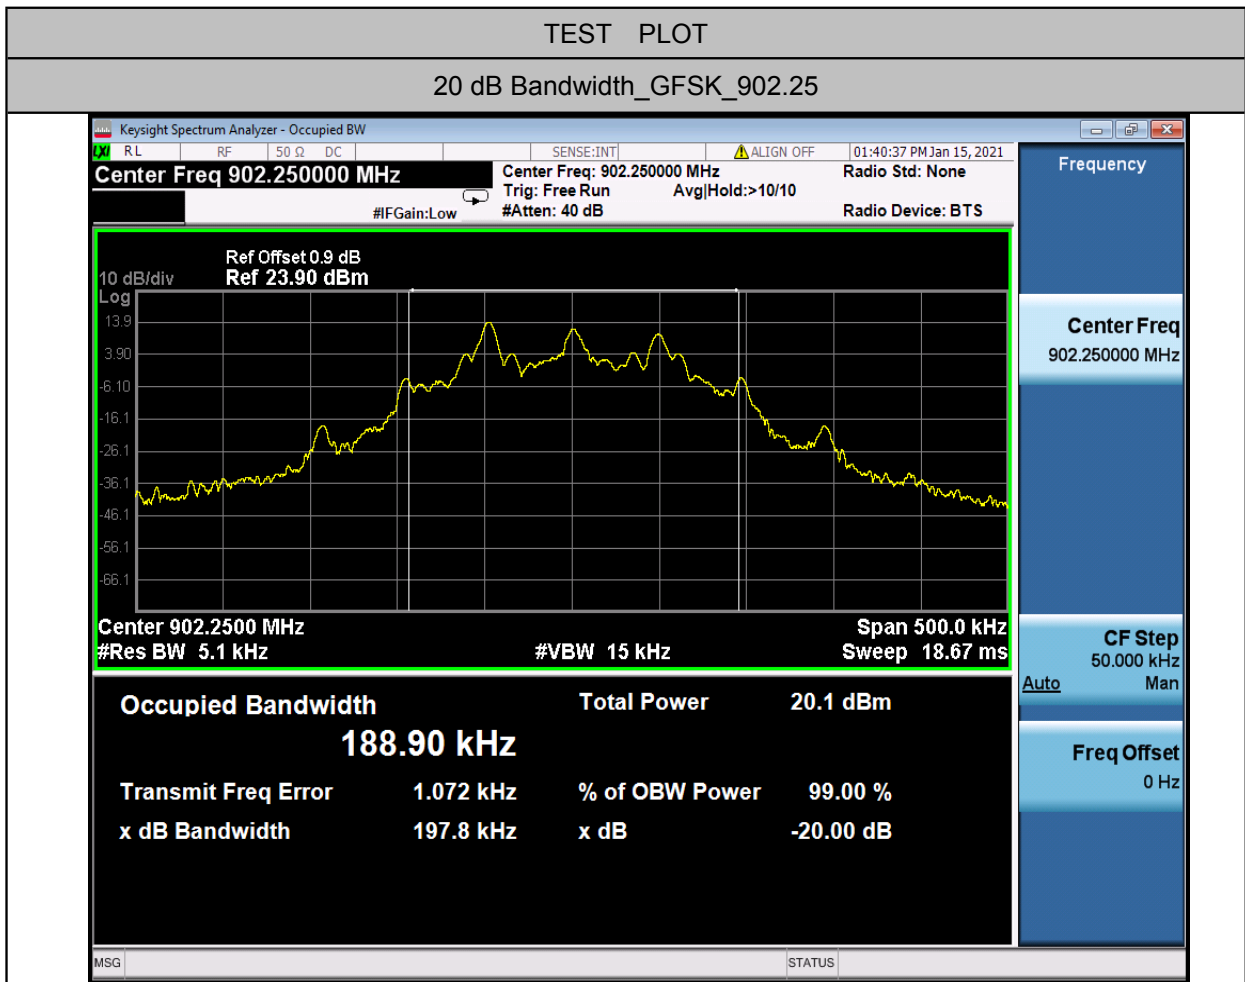 TEST PLOT
20 dB Bandwidth_GFSK_902.25
Keysight Spectrum Analyzer - Occupied BW
LXI RL RF 50 Ω DC SENSE:INT ALIGN OFF 01:40:37 PM Jan 15, 2021
Center Freq 902.250000 MHz
Center Freq: 902.250000 MHz Radio Std: None
Trig: Free Run Avg|Hold:>10/10
#IFGain:Low #Atten: 40 dB Radio Device: BTS
Ref Offset 0.9 dB
10 dB/div Ref 23.90 dBm
Log
13.9
3.90
-6.10
-16.1
-26.1
-36.1
-46.1
-56.1
-66.1
Center 902.2500 MHz Span 500.0 kHz
#Res BW 5.1 kHz #VBW 15 kHz Sweep 18.67 ms
Occupied Bandwidth Total Power 20.1 dBm
188.90 kHz
Transmit Freq Error 1.072 kHz % of OBW Power 99.00 %
x dB Bandwidth 197.8 kHz x dB -20.00 dB
MSG STATUS
Frequency
Center Freq
902.250000 MHz
CF Step
50.000 kHz
Auto Man
Freq Offset
0 Hz